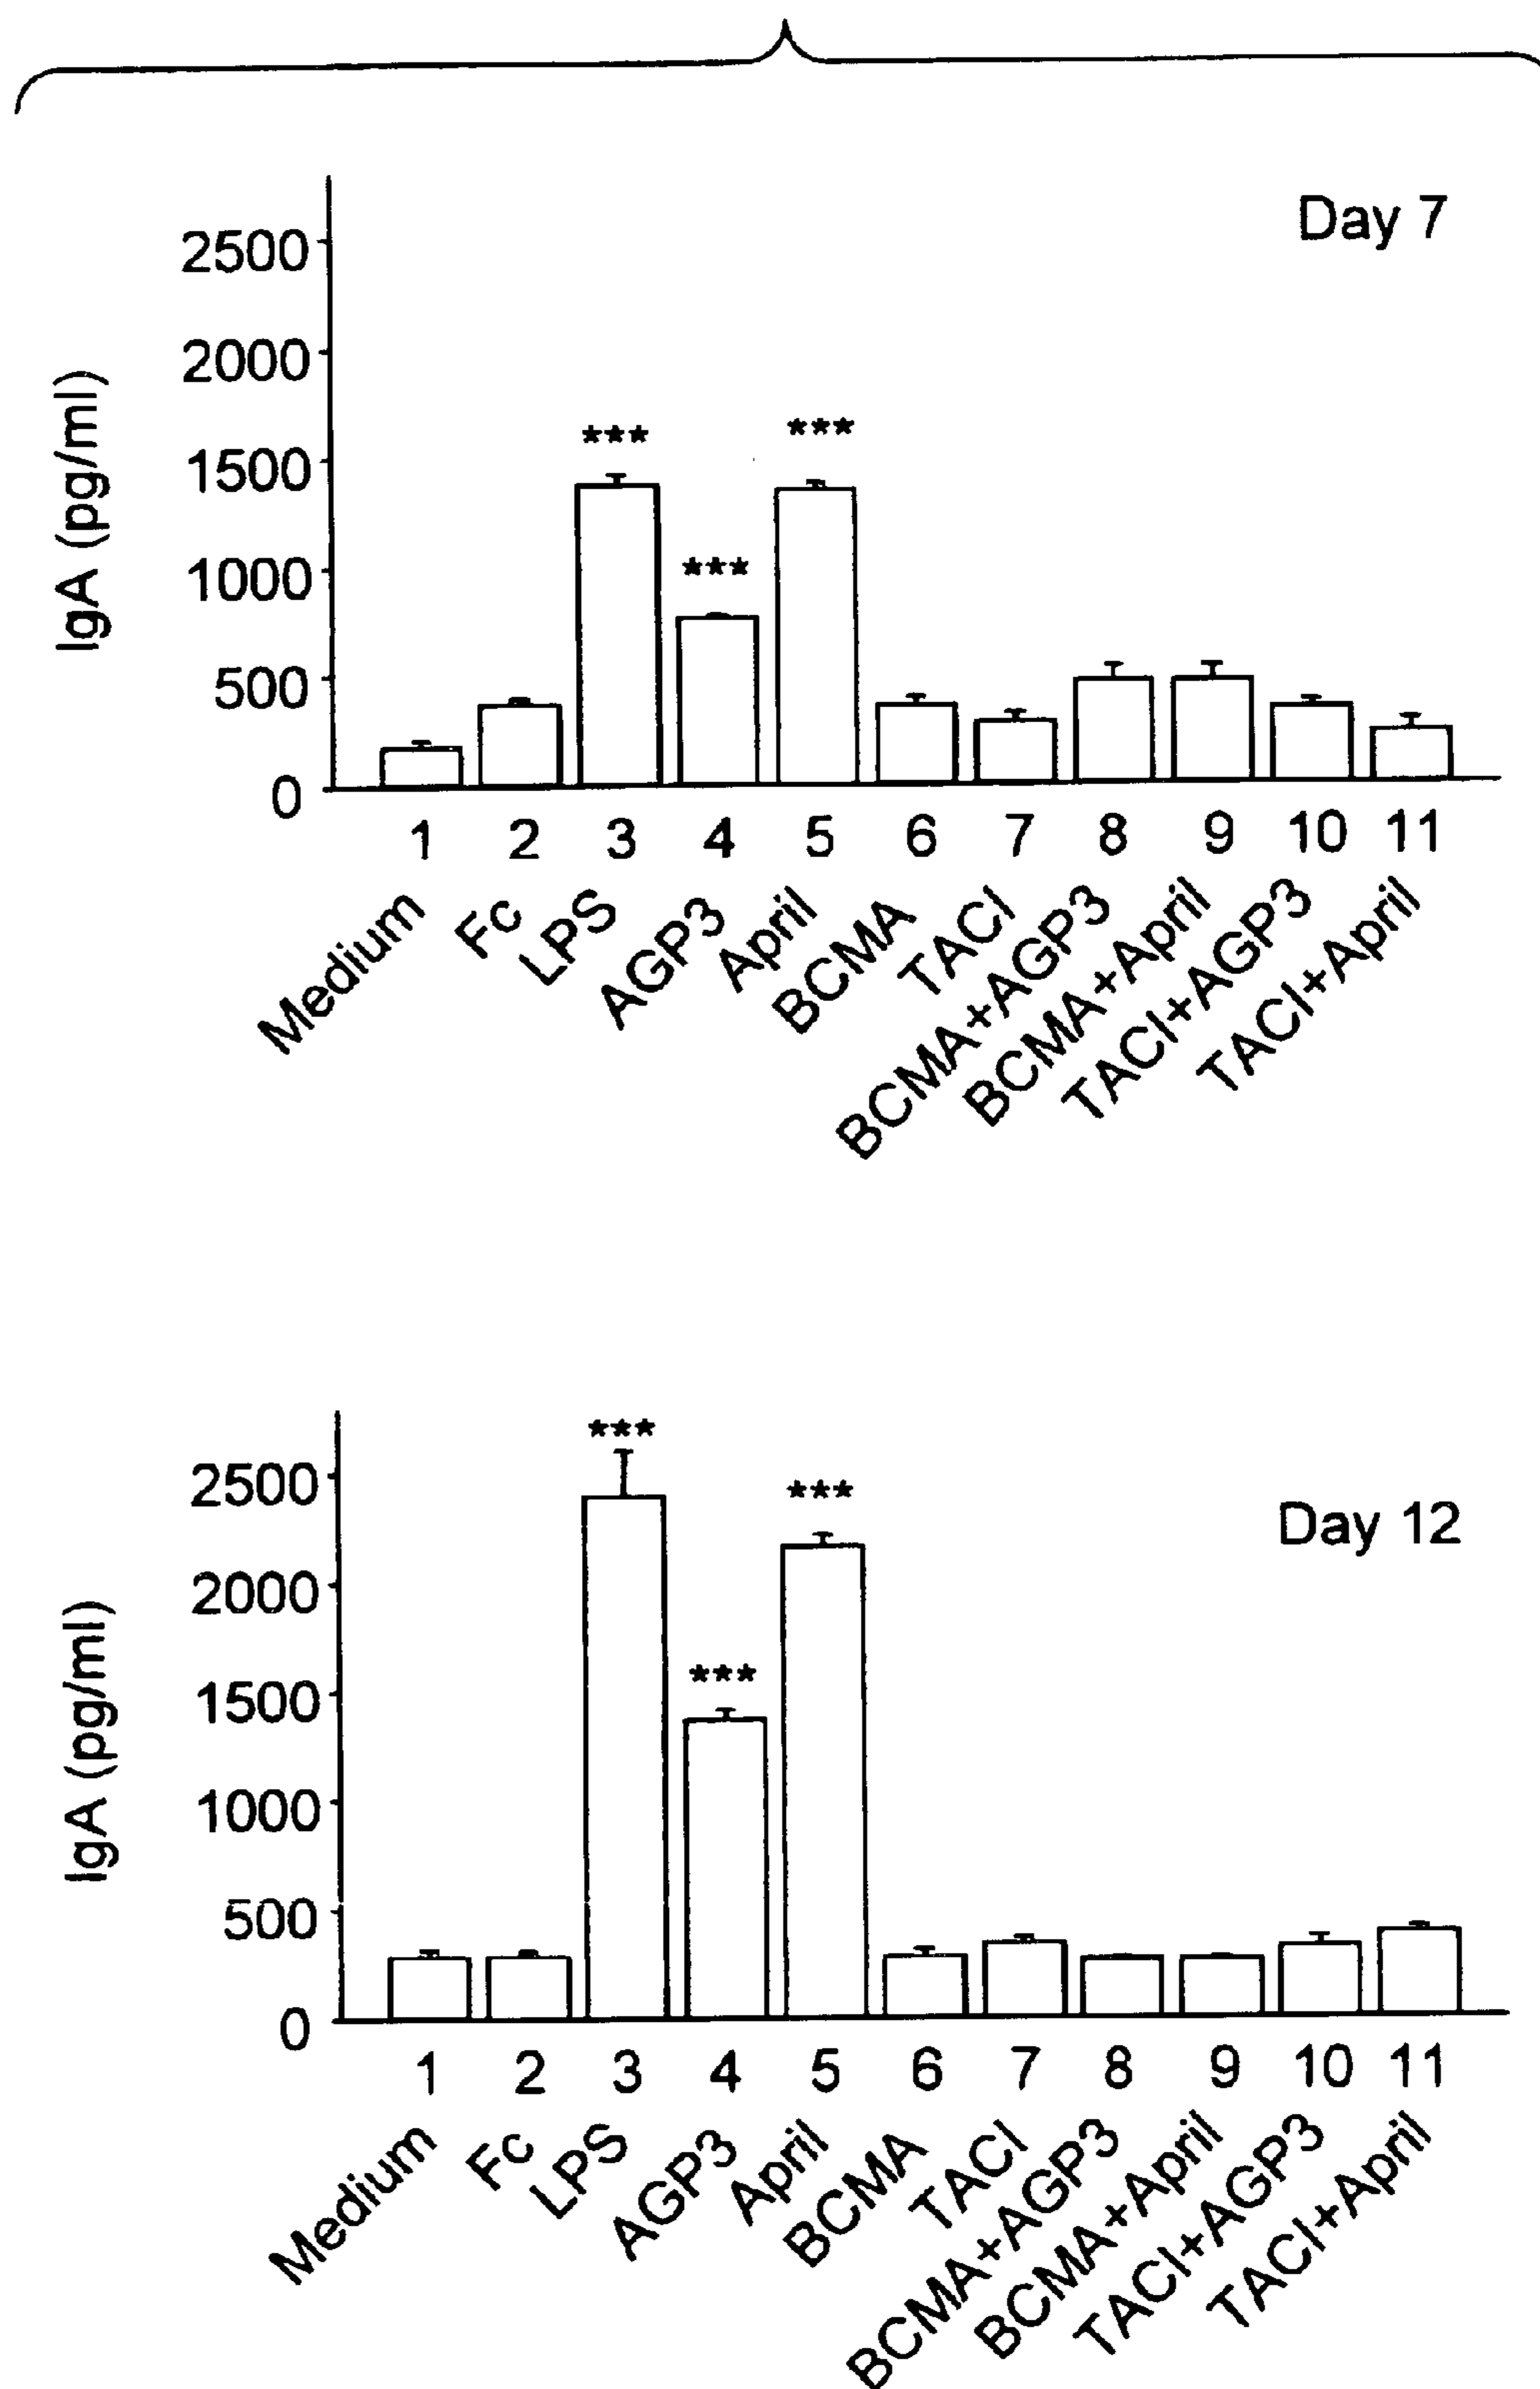 Day 7
IgA (pg/ml)
2500
2000
1500
1000
500
0
***
***
***
1 2 3 4 5 6 7 8 9 10 11
Medium
Fc
LPS
AGP3
April
BCMA
TACI
BCMA+AGP3
BCMA+April
TACI+AGP3
TACI+April
Day 12
IgA (pg/ml)
2500
2000
1500
1000
500
0
***
***
***
1 2 3 4 5 6 7 8 9 10 11
Medium
Fc
LPS
AGP3
April
BCMA
TACI
BCMA+AGP3
BCMA+April
TACI+AGP3
TACI+April